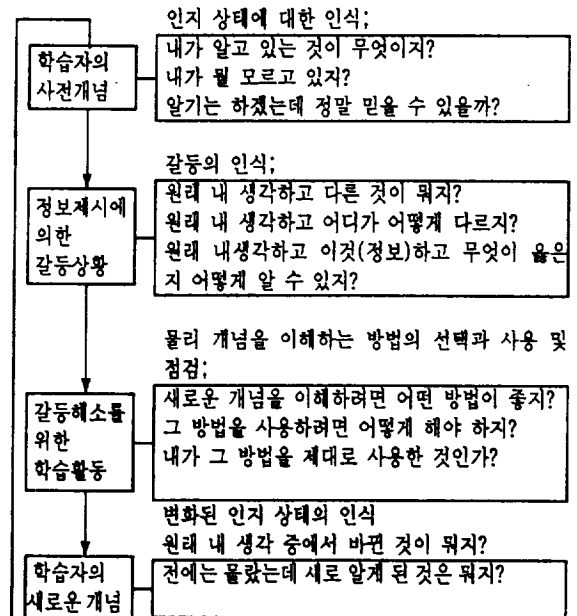 인지 상태에 대한 인식;
학습자의
사전개념
내가 알고 있는 것이 무엇이지?
내가 뭘 모르고 있지?
알기는 하겠는데 정말 믿을 수 있을까?
갈등의 인식;
정보제시에
의한
갈등상황
원래 내 생각하고 다른 것이 뭐지?
원래 내 생각하고 어디가 어떻게 다르지?
원래 내생각하고 이것(정보)하고 무엇이 옳은
지 어떻게 알 수 있지?
물리 개념을 이해하는 방법의 선택과 사용 및
점검;
갈등해소를
위한
학습활동
새로운 개념을 이해하려면 어떤 방법이 좋지?
그 방법을 사용하려면 어떻게 해야 하지?
내가 그 방법을 제대로 사용한 것인가?
변화된 인지 상태의 인식
원래 내 생각 중에서 바뀐 것이 뭐지?
학습자의
새로운 개념
전에는 몰랐는데 새로 알게 된 것은 뭐지?